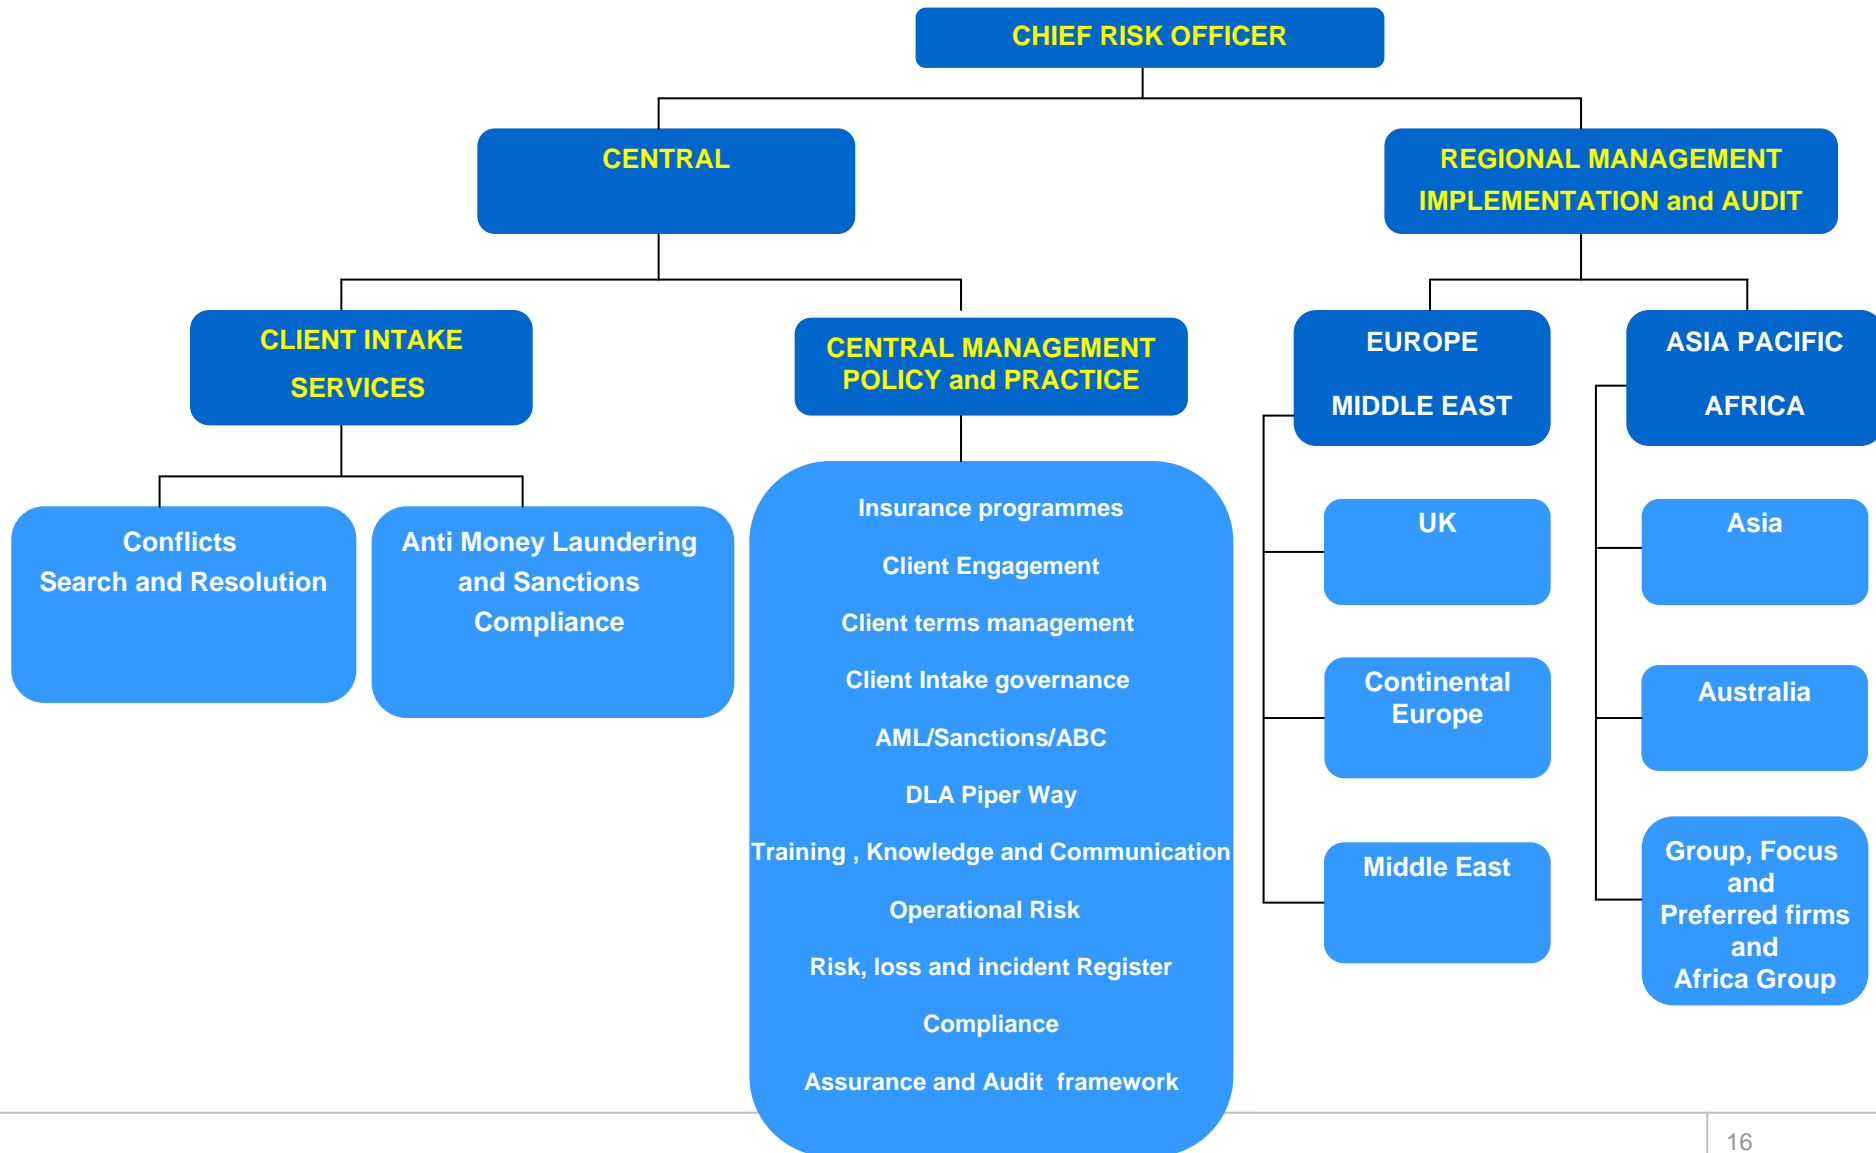 CHIEF RISK OFFICER
CENTRAL
REGIONAL MANAGEMENT
IMPLEMENTATION and AUDIT
CLIENT INTAKE
SERVICES
CENTRAL MANAGEMENT
POLICY and PRACTICE
EUROPE
MIDDLE EAST
ASIA PACIFIC
AFRICA
Conflicts
Search and Resolution
Anti Money Laundering
and Sanctions
Compliance
Insurance programmes
Client Engagement
Client terms management
Client Intake governance
AML/Sanctions/ABC
DLA Piper Way
Training , Knowledge and Communication
Operational Risk
Risk, loss and incident Register
Compliance
Assurance and Audit framework
UK
Continental
Europe
Middle East
Asia
Australia
Group, Focus
and
Preferred firms
and
Africa Group
16